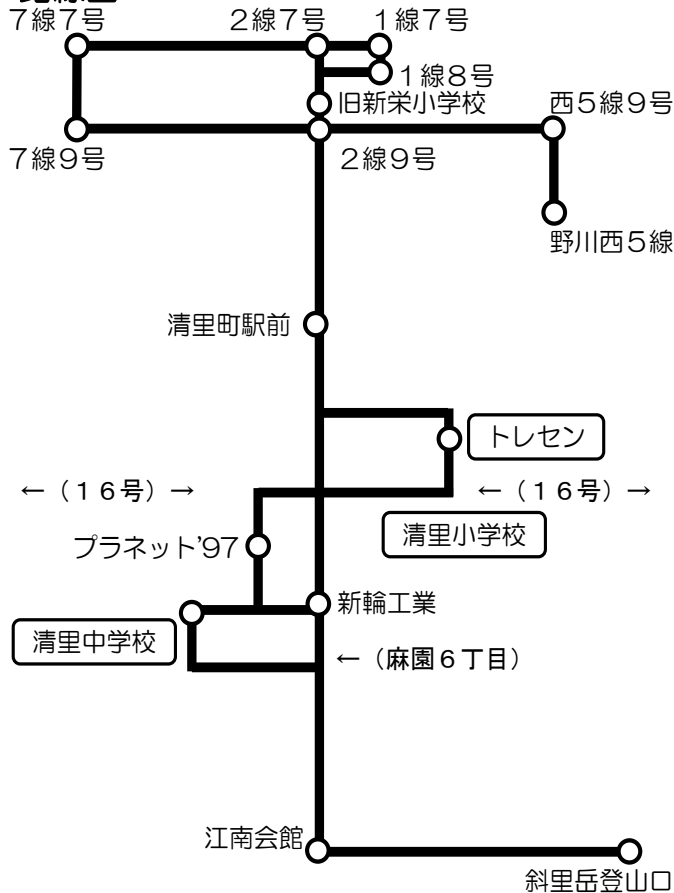 7線7号
2線7号
1線7号
1線8号
旧新栄小学校
西5線9号
7線9号
2線9号
野川西5線
清里町駅前
トレセン
←（16号）→
←（16号）→
清里小学校
プラネット’97
新輪工業
清里中学校
←（麻園6丁目）
江南会館
斜里岳登山口